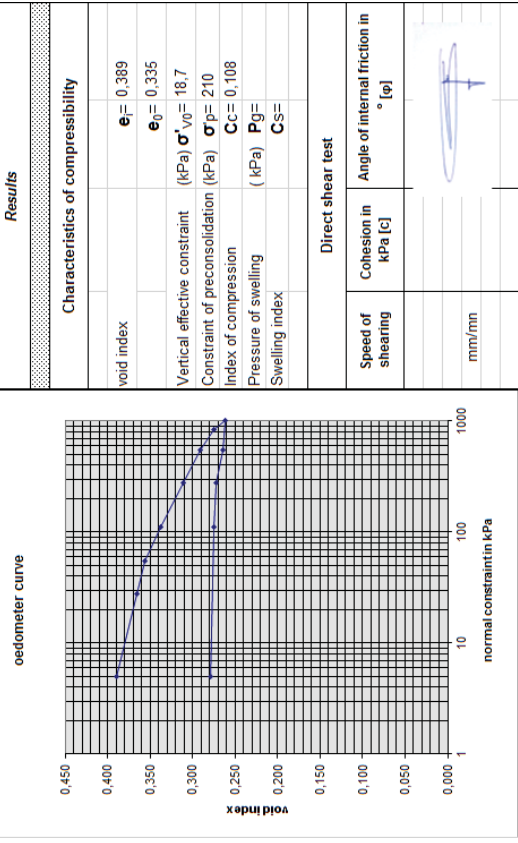 Results
Characteristics of compressibility
void index ei= 0,389
e0= 0,335
Vertical effective constraint (kPa) σ'v0= 18,7
Constraint of preconsolidation (kPa) σ'p= 210
Index of compression Cc= 0,108
Pressure of swelling ( kPa) Pg=
Swelling index Cs=
Direct shear test
Speed of shearing
Cohesion in kPa [c]
Angle of internal friction in ° [φ]
mm/mn
oedometer curve
void index
0,450
0,400
0,350
0,300
0,250
0,200
0,150
0,100
0,050
0,000
1 10 100 1000
normal constraint in kPa